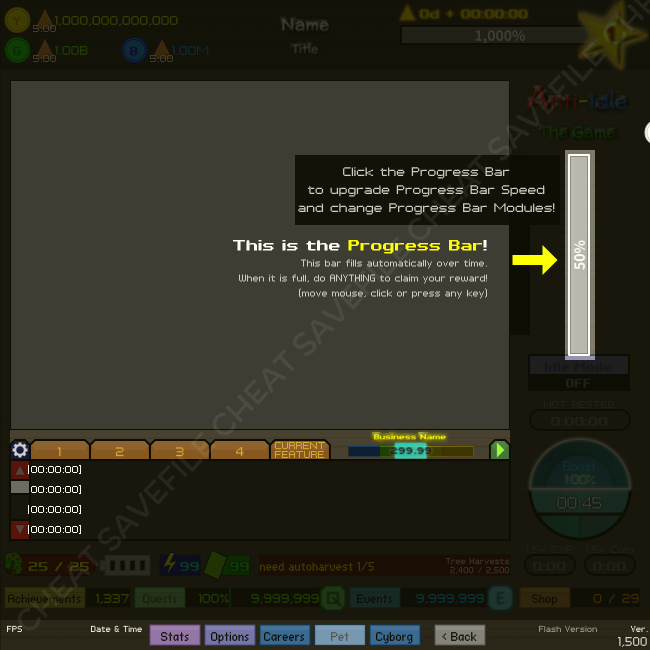 Y
5:00
1,000,000,000,000
G
5:00
1.00B
B
5:00
1.00M
Name
Title
0d + 00:00:00
1,000%
Anti-Idle
The Game
Click the Progress Bar
to upgrade Progress Bar Speed
and change Progress Bar Modules!
This is the Progress Bar!
This bar fills automatically over time.
When it is full, do ANYTHING to claim your reward!
(move mouse, click or press any key)
50%
Idle Mode
OFF
NOT RESTED
0:00:00
Business Name
1
2
3
4
CURRENT
FEATURE
299.99
[00:00:00]
[00:00:00]
[00:00:00]
[00:00:00]
Boost
100%
00:45
0:00
0:00
25 / 25
99
99
need autoharvest 1/5
Tree Harvests
2,400 / 2,500
Achievements
1,337
Quests
100%
9,999,999
Q
Events
9,999,999
E
Shop
0 / 29
FPS
Date & Time
Stats
Options
Careers
Pet
Cyborg
< Back
Flash Version
Ver.
1,500
CHEAT SAVEFILE CHEAT SAVEFILE CHEAT SAVEFILE CHE